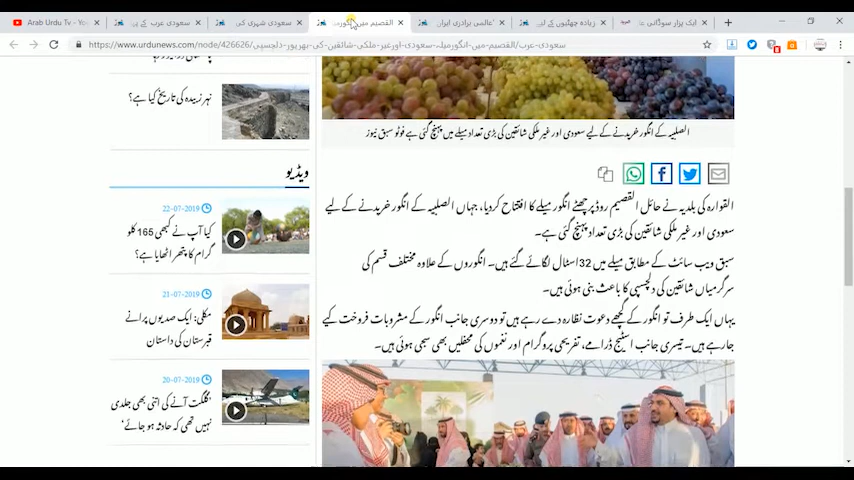 Arab Urdu Tv - Yo
سعودی عرب کے پہ
سعودی شہری کی
القصیم میں انگور می
'عالمی برادری ایران
زیادہ چھٹیوں کے لیے
ایک ہزار سوڈانی عا
https://www.urdunews.com/node/426626/سعودی-عرب/القصیم-میں-انگورمیلہ-سعودی-اورغیر-ملکی-شائقین-کی-بھرپور-دلچسپی
نہر زبیدہ کی تاریخ کیا ہے؟
ویڈیو
22-07-2019
کیا آپ نے کبھی 165 کلو
گرام کا پتھر اٹھایا ہے؟
21-07-2019
مکلی: ایک صدیوں پرانے
قبرستان کی داستان
20-07-2019
'گلگت آنے کی اتنی بھی جلدی
نہیں تھی کہ حادثہ ہو جائے'
الصلبیہ کے انگور خریدنے کے لیے سعودی اور غیر ملکی شائقین کی بڑی تعداد میلے میں پہنچ گئی ہے فوٹو سبق نیوز
القوارہ کی بلدیہ نے حائل القصیم روڈ پر چھٹے انگور میلے کا افتتاح کردیا، جہاں الصلبیہ کے انگور خریدنے کے لیے
سعودی اور غیر ملکی شائقین کی بڑی تعداد پہنچ گئی ہے۔
سبق ویب سائٹ کے مطابق میلے میں 32 اسٹال لگائے گئے ہیں۔ انگوروں کے علاوہ مختلف قسم کی
سرگرمیاں شائقین کی دلچسپی کا باعث بنی ہوئی ہیں۔
یہاں ایک طرف تو انگور کے گچھے دعوت نظارہ دے رہے ہیں تو دوسری جانب انگور کے مشروبات فروخت کیے
جارہے ہیں۔ تیسری جانب اسٹیج ڈرامے، تفریحی پروگرام اور نغموں کی محفلیں بھی سجی ہوئی ہیں۔